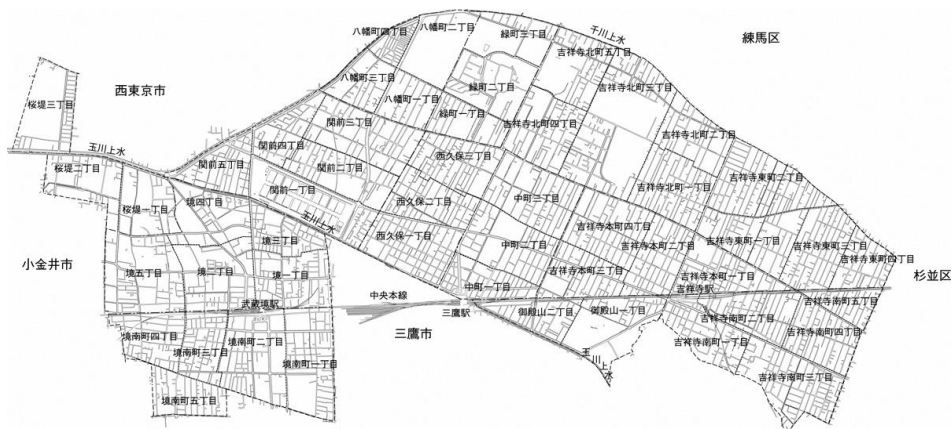 八幡町四丁目
八幡町二丁目
緑町三丁目
千川上水
練馬区
吉祥寺北町五丁目
西東京市
桜堤三丁目
八幡町三丁目
八幡町一丁目
緑町二丁目
吉祥寺北町三丁目
緑町一丁目
関前三丁目
吉祥寺北町四丁目
吉祥寺北町二丁目
玉川上水
関前四丁目
関前五丁目
関前二丁目
西久保三丁目
桜堤二丁目
吉祥寺東町二丁目
関前一丁目
吉祥寺北町一丁目
桜堤一丁目
境四丁目
西久保二丁目
中町三丁目
玉川上水
吉祥寺本町四丁目
境三丁目
西久保一丁目
中町二丁目
吉祥寺本町二丁目
吉祥寺東町一丁目
吉祥寺東町三丁目
吉祥寺東町四丁目
小金井市
境五丁目
境二丁目
境一丁目
吉祥寺本町三丁目
吉祥寺本町一丁目
杉並区
中町一丁目
吉祥寺駅
中央本線
武蔵境駅
三鷹駅
御殿山二丁目
御殿山一丁目
吉祥寺南町五丁目
三鷹市
吉祥寺南町二丁目
吉祥寺南町四丁目
境南町四丁目
境南町三丁目
境南町二丁目
吉祥寺南町一丁目
玉川上水
境南町一丁目
吉祥寺南町三丁目
境南町五丁目